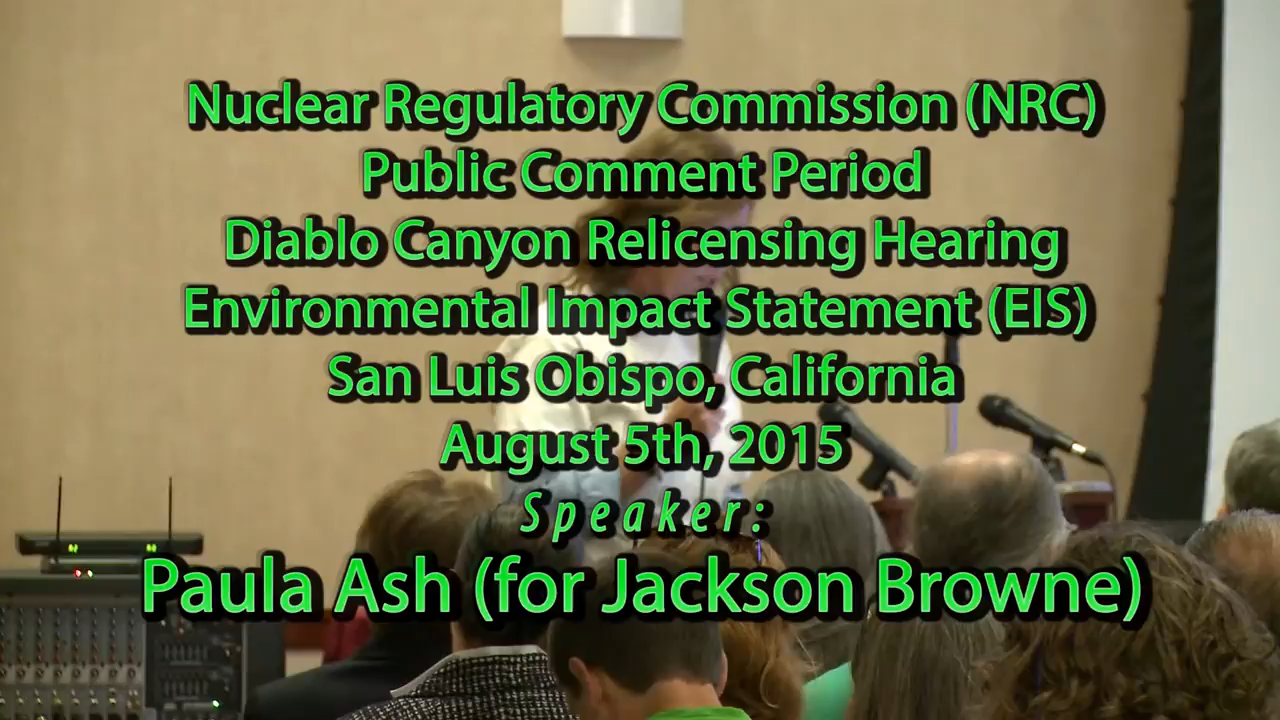 Nuclear Regulatory Commission (NRC)
Public Comment Period
Diablo Canyon Relicensing Hearing
Environmental Impact Statement (EIS)
San Luis Obispo, California
August 5th, 2015
Speaker:
Paula Ash (for Jackson Browne)